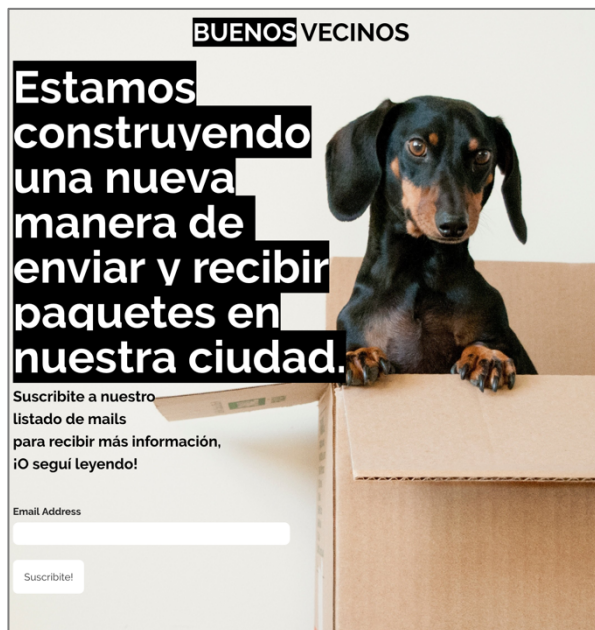 BUENOS VECINOS
Estamos
construyendo
una nueva
manera de
enviar y recibir
paquetes en
nuestra ciudad.
Suscribite a nuestro
listado de mails
para recibir más información,
¡O seguí leyendo!
Email Address
Suscribite!